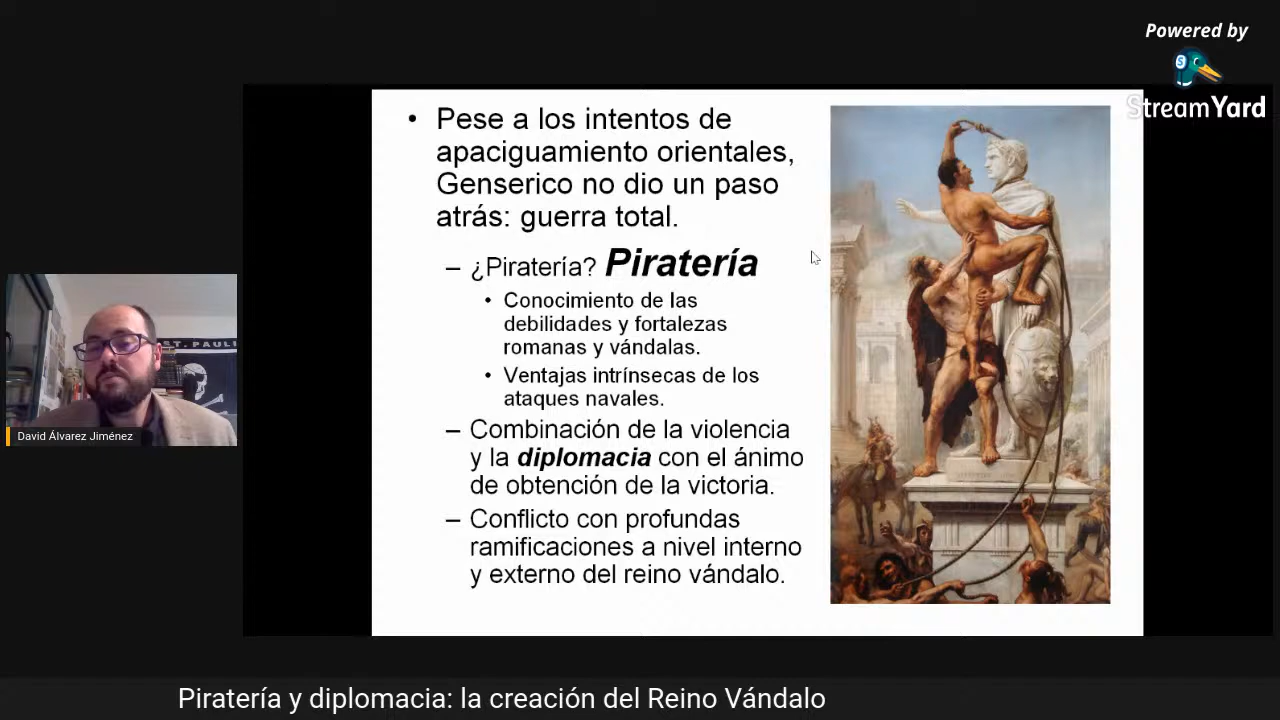 Powered by
StreamYard
• Pese a los intentos de
apaciguamiento orientales,
Genserico no dio un paso
atrás: guerra total.
– ¿Piratería? Piratería
• Conocimiento de las
debilidades y fortalezas
romanas y vándalas.
• Ventajas intrínsecas de los
ataques navales.
– Combinación de la violencia
y la diplomacia con el ánimo
de obtención de la victoria.
– Conflicto con profundas
ramificaciones a nivel interno
y externo del reino vándalo.
ST. PAULI
David Álvarez Jiménez
Piratería y diplomacia: la creación del Reino Vándalo